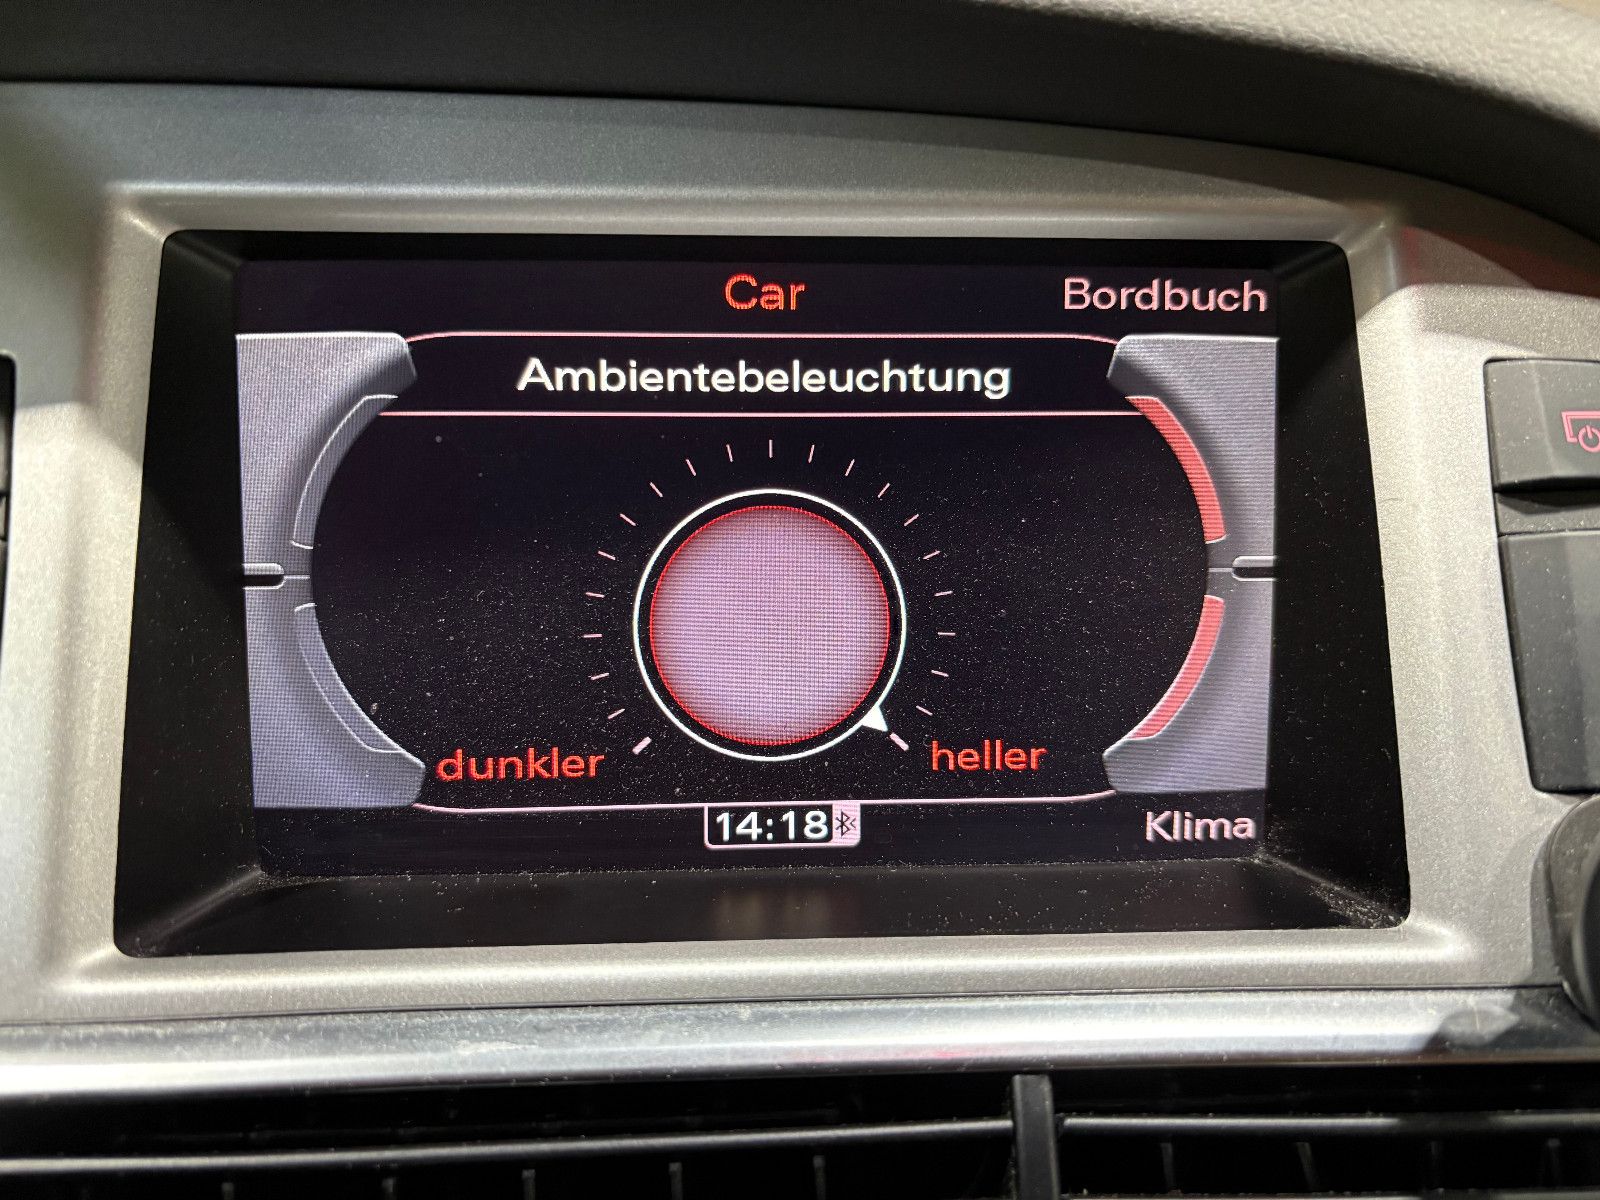 Car
Bordbuch
Ambientebeleuchtung
dunkler
heller
14:18
Klima